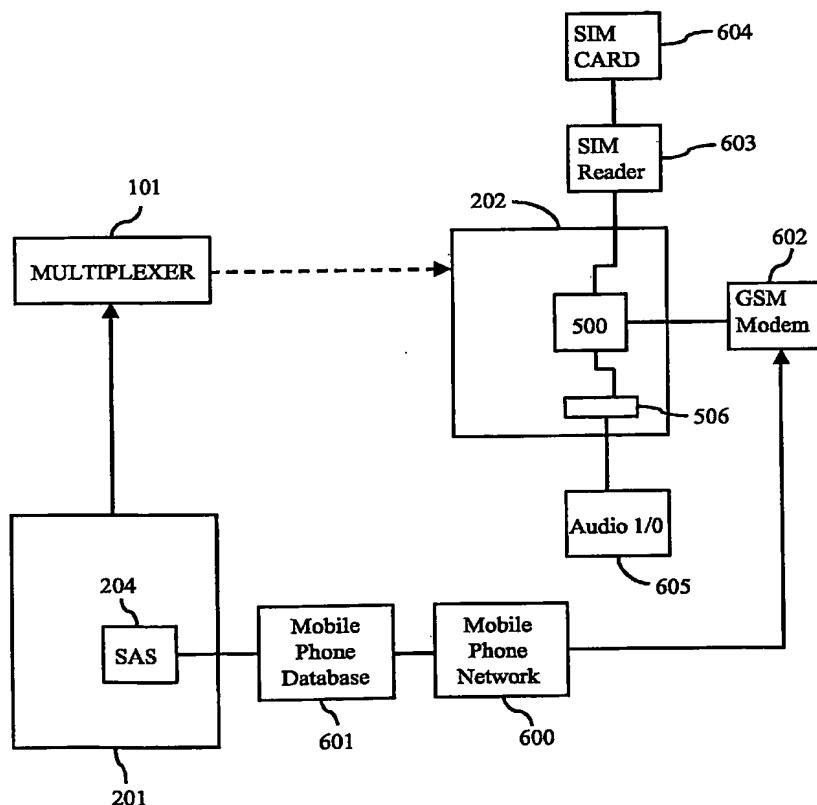 SIM
CARD
604
SIM
Reader
603
101
202
MULTIPLEXER
602
GSM
Modem
500
506
Audio 1/0
605
204
SAS
Mobile
Phone
Database
Mobile
Phone
Network
601
600
201